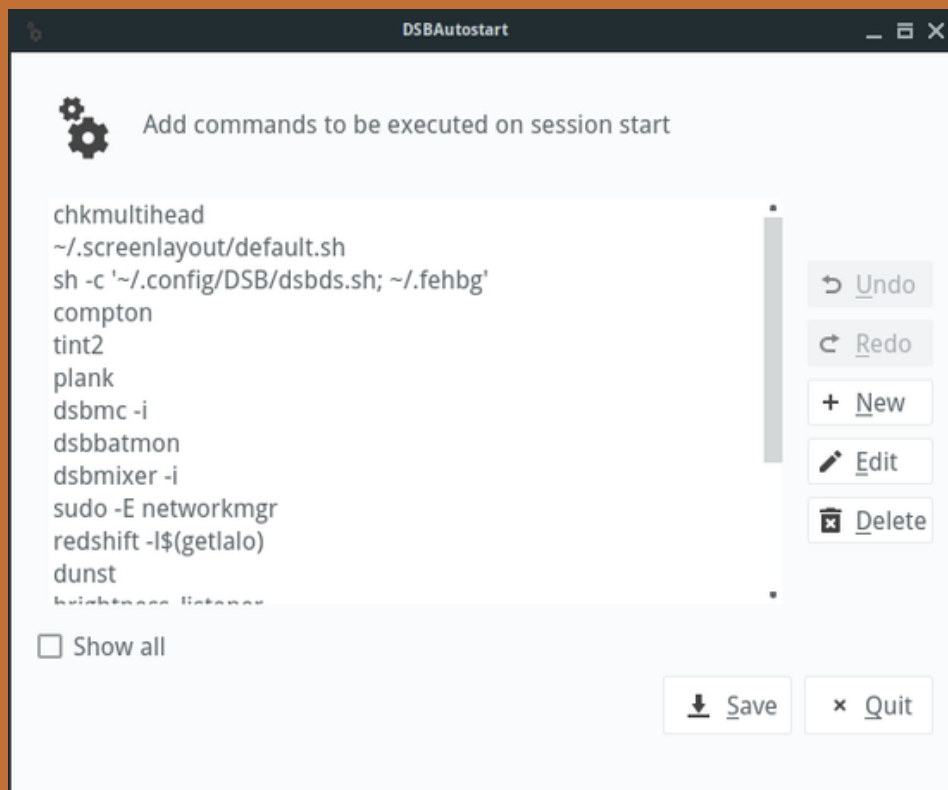 DSBAutostart
Add commands to be executed on session start
chkmultihead
~/.screenlayout/default.sh
sh -c '~/.config/DSB/dsbds.sh; ~/.fehbg'
compton
tint2
plank
dsbmc -i
dsbbatmon
dsbmixer -i
sudo -E networkmgr
redshift -l$(getlalo)
dunst
Undo
Redo
New
Edit
Delete
Show all
Save
Quit